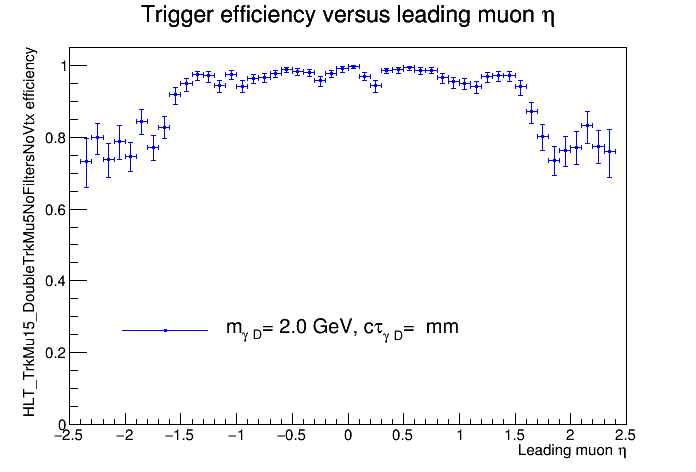 Trigger efficiency versus leading muon η
HLT_TrkMu15_DoubleTrkMu5NoFiltersNoVtx efficiency
1
0.8
0.6
0.4
0.2
0
m_γ D= 2.0 GeV, cτ_γ D=  mm
−2.5 −2 −1.5 −1 −0.5 0 0.5 1 1.5 2 2.5
Leading muon η